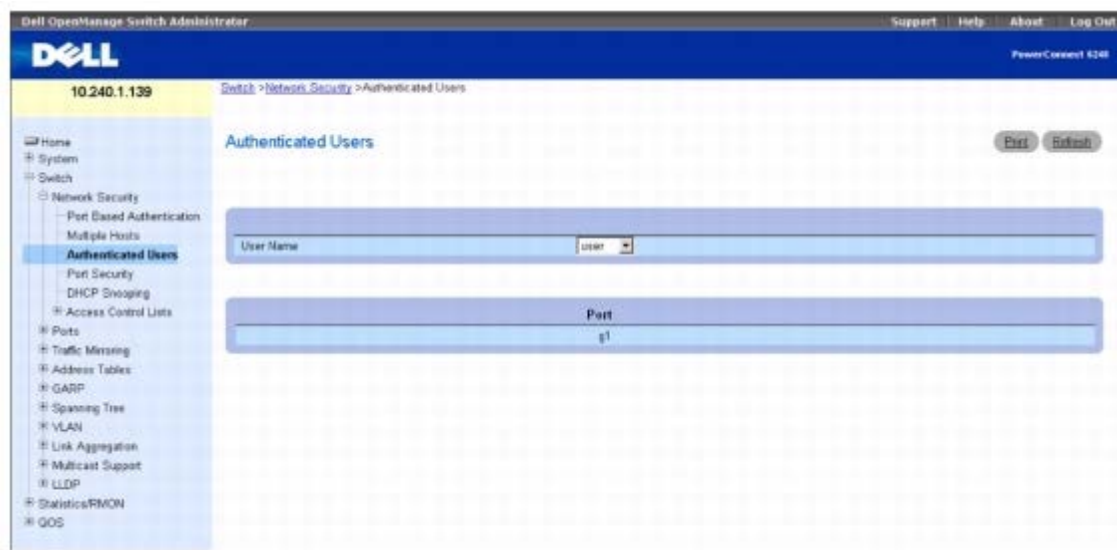 Dell OpenManage Switch Administrator
Support Help About Log Out
DELL
PowerConnect 6248
10.240.1.139
Switch >Network Security >Authenticated Users
Authenticated Users
Print Refresh
Home
System
Switch
Network Security
Port Based Authentication
Multiple Hosts
Authenticated Users
Port Security
DHCP Snooping
Access Control Lists
Ports
Traffic Mirroring
Address Tables
GARP
Spanning Tree
VLAN
Link Aggregation
Multicast Support
LLDP
Statistics/RMON
QOS
User Name
user
Port
g1